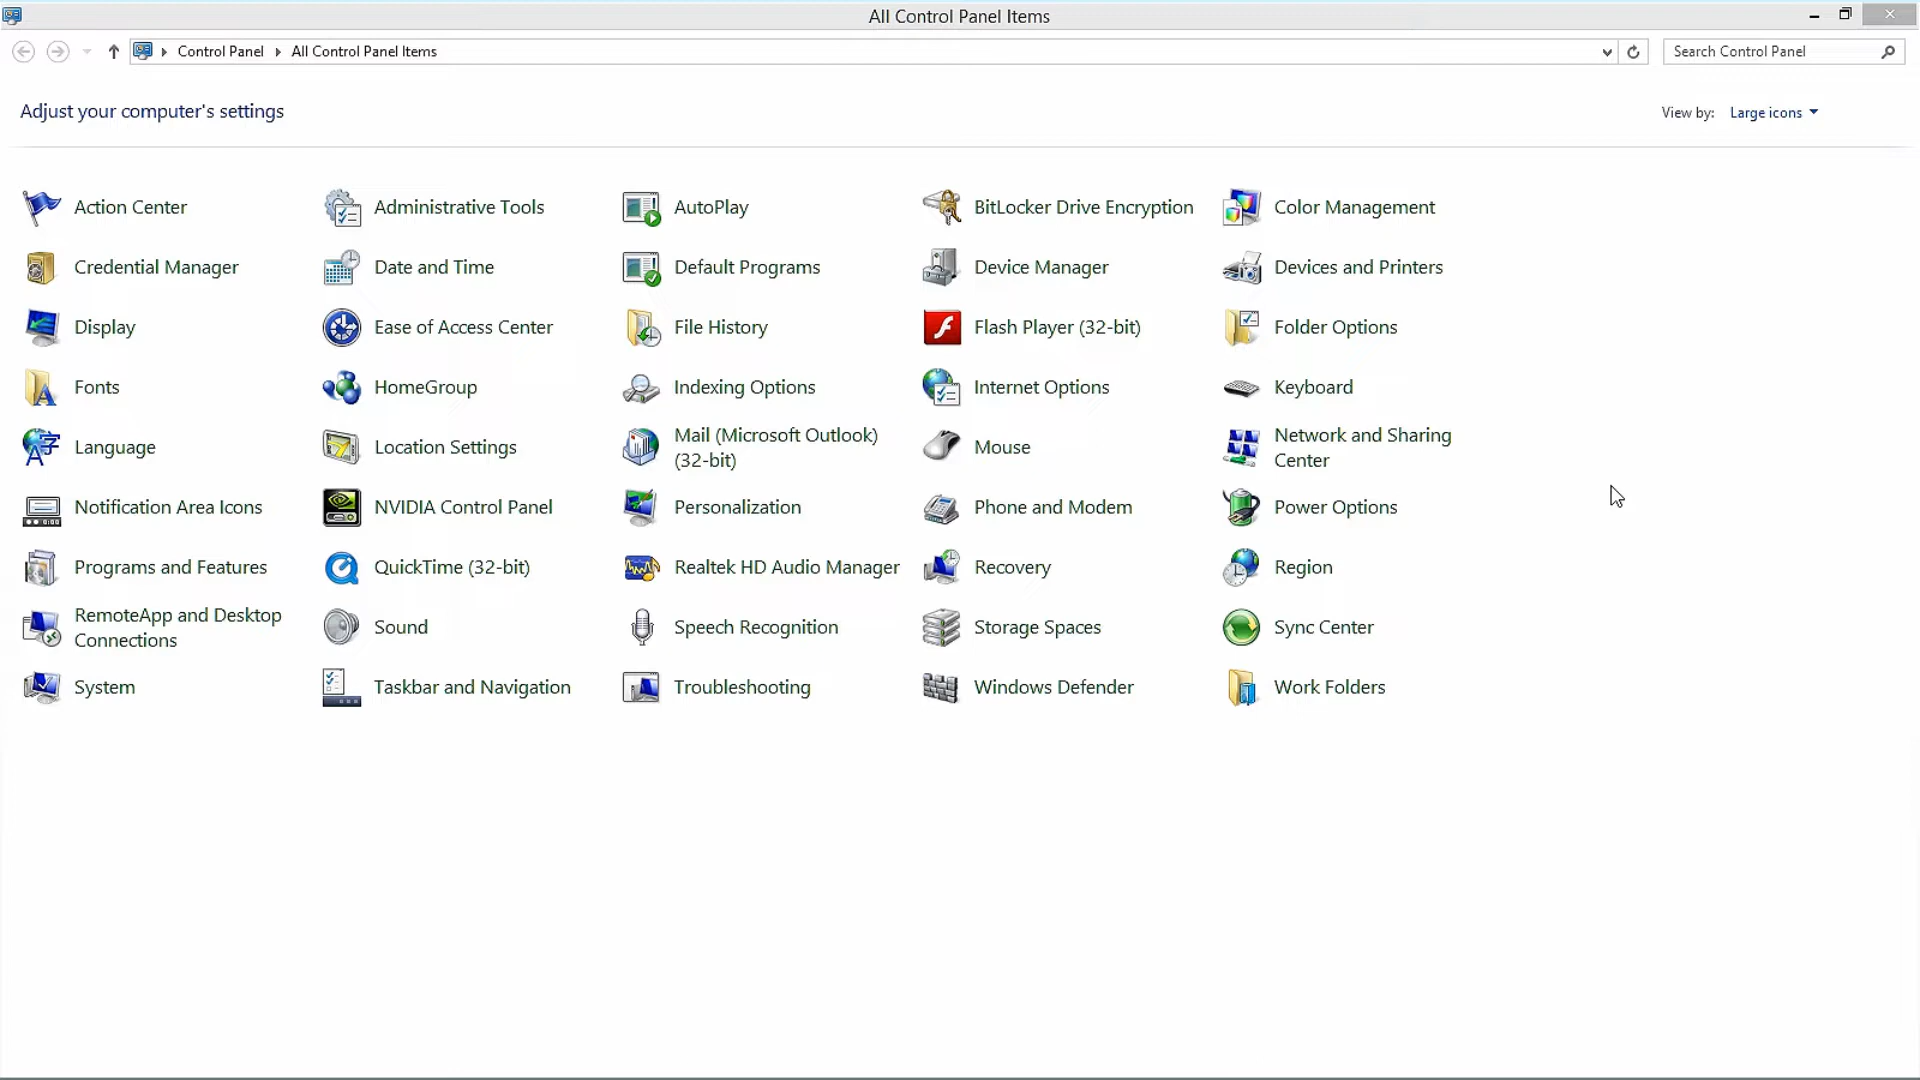 All Control Panel Items
Control Panel All Control Panel Items
Search Control Panel
Adjust your computer's settings
View by: Large icons
Action Center Administrative Tools AutoPlay BitLocker Drive Encryption Color Management
Credential Manager Date and Time Default Programs Device Manager Devices and Printers
Display Ease of Access Center File History Flash Player (32-bit) Folder Options
Fonts HomeGroup Indexing Options Internet Options Keyboard
Language Location Settings Mail (Microsoft Outlook) (32-bit) Mouse Network and Sharing Center
Notification Area Icons NVIDIA Control Panel Personalization Phone and Modem Power Options
Programs and Features QuickTime (32-bit) Realtek HD Audio Manager Recovery Region
RemoteApp and Desktop Connections Sound Speech Recognition Storage Spaces Sync Center
System Taskbar and Navigation Troubleshooting Windows Defender Work Folders